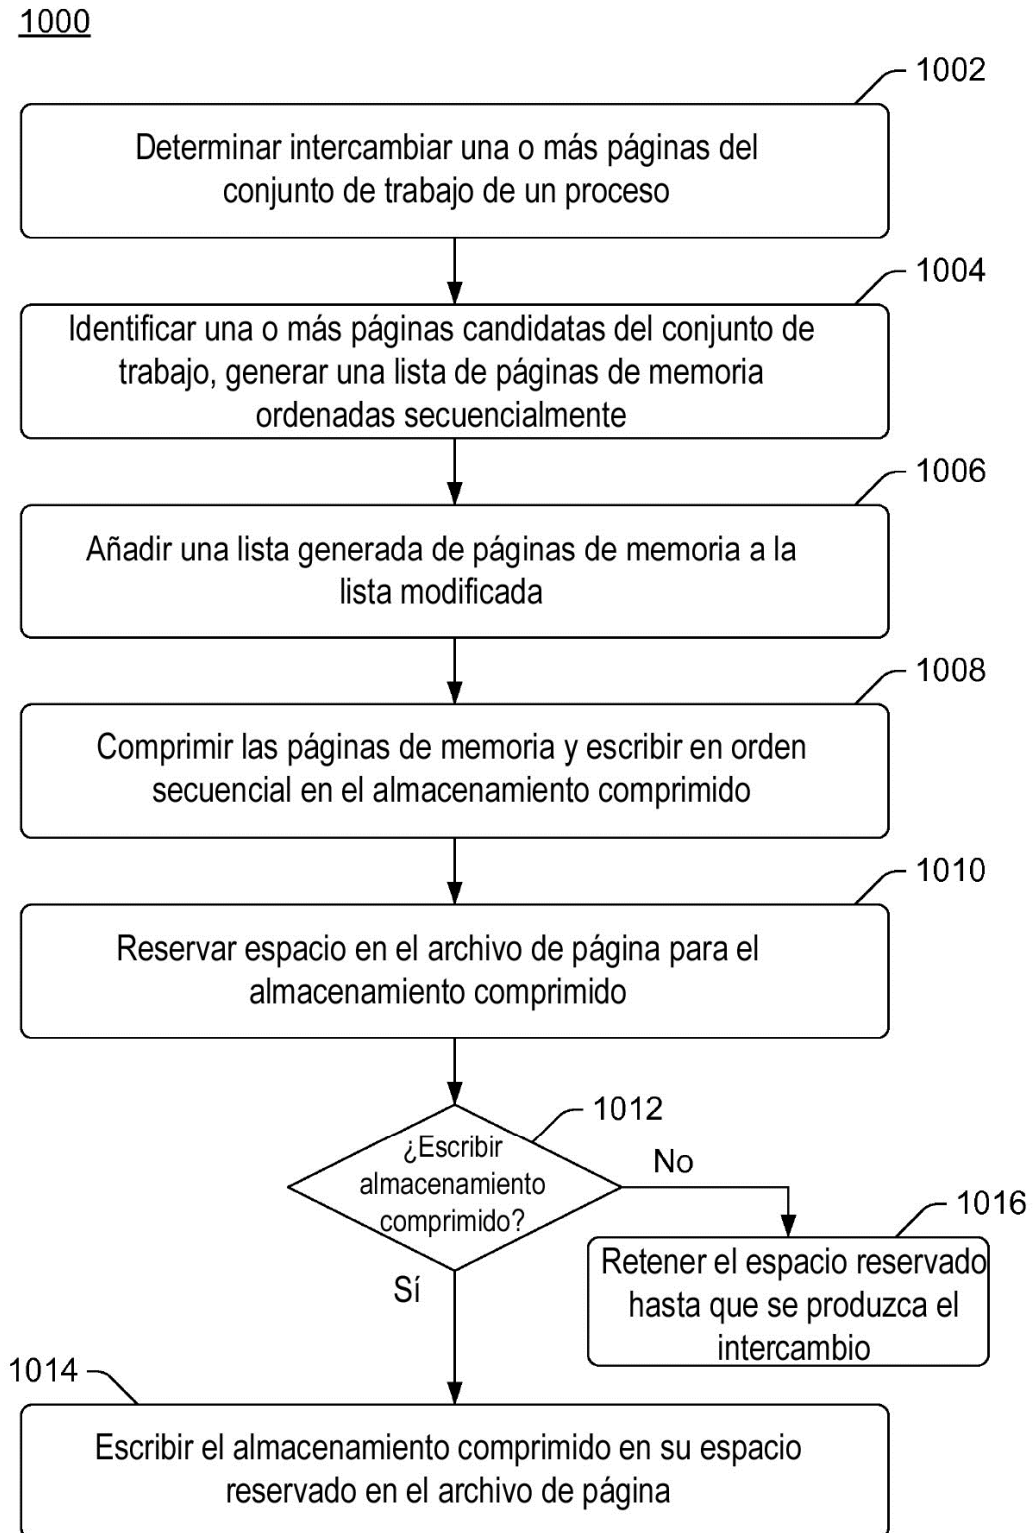 1000
1002
Determinar intercambiar una o más páginas del
conjunto de trabajo de un proceso
1004
Identificar una o más páginas candidatas del conjunto de
trabajo, generar una lista de páginas de memoria
ordenadas secuencialmente
1006
Añadir una lista generada de páginas de memoria a la
lista modificada
1008
Comprimir las páginas de memoria y escribir en orden
secuencial en el almacenamiento comprimido
1010
Reservar espacio en el archivo de página para el
almacenamiento comprimido
1012
¿Escribir
almacenamiento
comprimido?
No
1016
Retener el espacio reservado
hasta que se produzca el
intercambio
Sí
1014
Escribir el almacenamiento comprimido en su espacio
reservado en el archivo de página